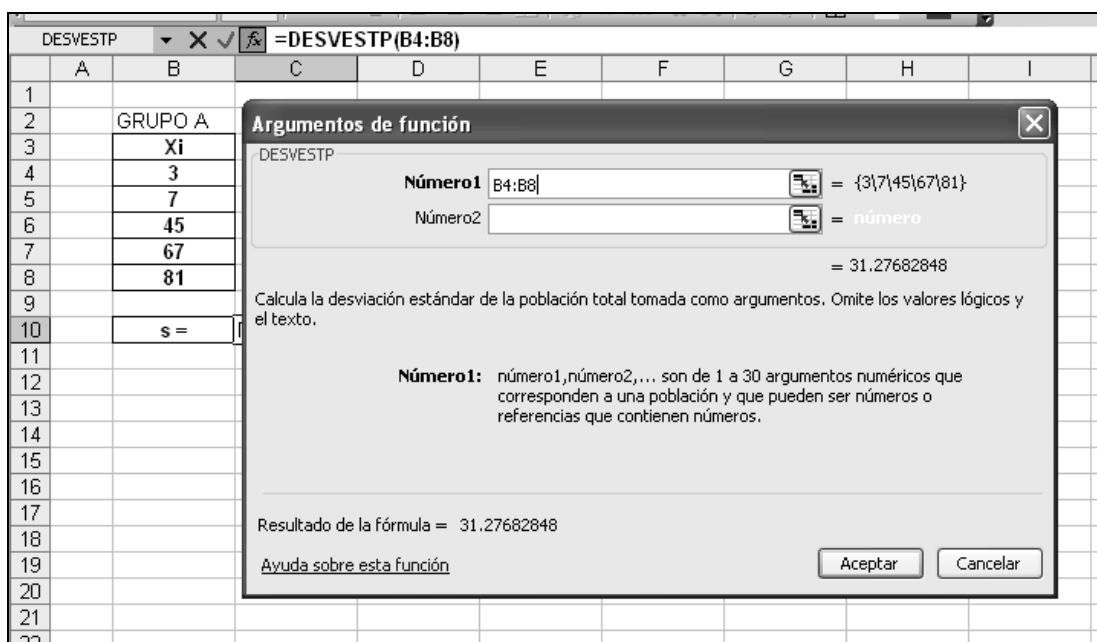 DESVESTP =DESVESTP(B4:B8)
A B C D E F G H I
1
2 GRUPO A
3 Xi
4 3
5 7
6 45
7 67
8 81
9
10 s =
11
12
13
14
15
16
17
18
19
20
21
Argumentos de función
DESVESTP
Número1 B4:B8 = {3\7\45\67\81}
Número2 = número
= 31.27682848
Calcula la desviación estándar de la población total tomada como argumentos. Omite los valores lógicos y
el texto.
Número1: número1,número2,... son de 1 a 30 argumentos numéricos que
corresponden a una población y que pueden ser números o
referencias que contienen números.
Resultado de la fórmula = 31.27682848
Ayuda sobre esta función Aceptar Cancelar